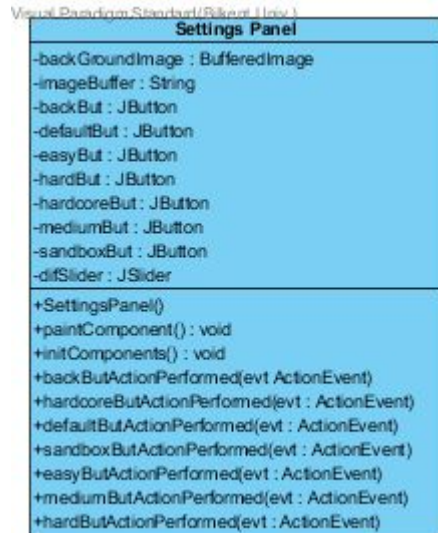 Visual Paradigm Standard(Bilkent Univ.)
Settings Panel
-backGroundImage : BufferedImage
-imageBuffer : String
-backBut : JButton
-defaultBut : JButton
-easyBut : JButton
-hardBut : JButton
-hardcoreBut : JButton
-mediumBut : JButton
-sandboxBut : JButton
-difSlider : JSlider
+SettingsPanel()
+paintComponent() : void
+initComponents() : void
+backButActionPerformed(evt ActionEvent)
+hardcoreButActionPerformed(evt : ActionEvent)
+defaultButActionPerformed(evt : ActionEvent)
+sandboxButActionPerformed(evt : ActionEvent)
+easyButActionPerformed(evt : ActionEvent)
+mediumButActionPerformed(evt : ActionEvent)
+hardButActionPerformed(evt : ActionEvent)